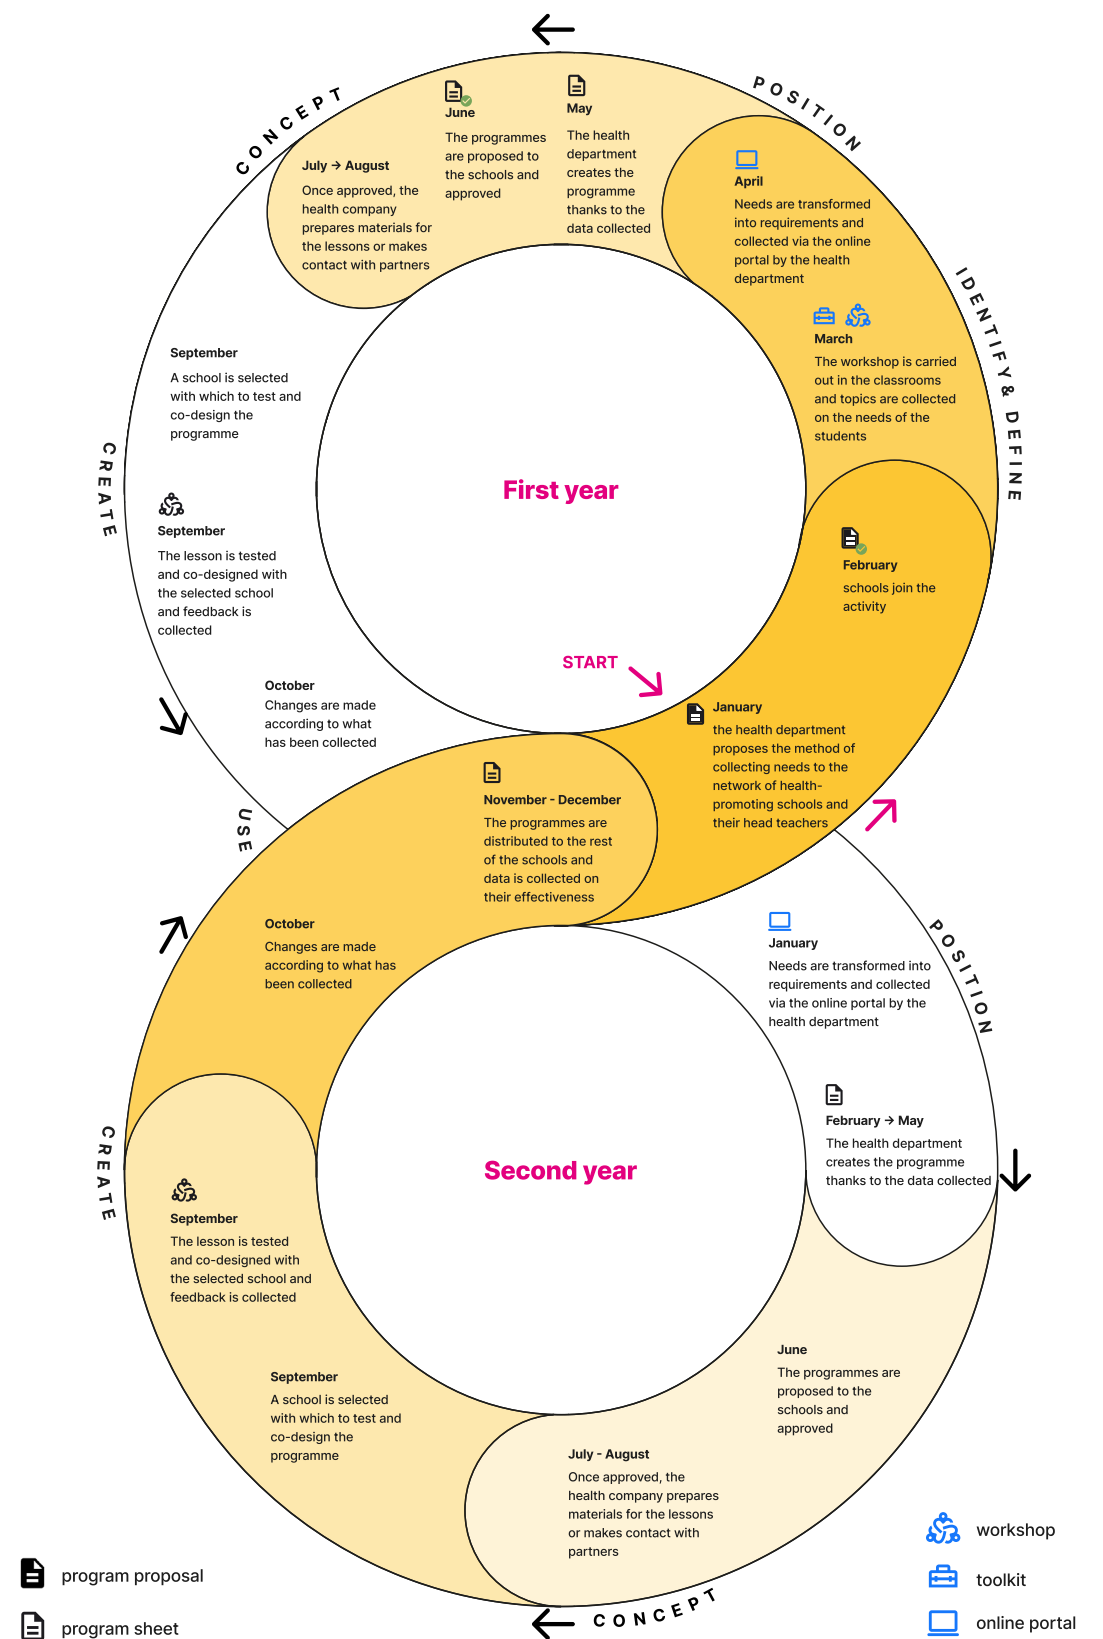 CONCEPT
POSITION
IDENTIFY & DEFINE
CREATE
USE
June
The programmes
are proposed to
the schools and
approved
May
The health
department
creates the
programme
thanks to the
data collected
July → August
Once approved, the
health company
prepares materials for
the lessons or makes
contact with partners
April
Needs are transformed
into requirements and
collected via the online
portal by the health
department
March
The workshop is carried
out in the classrooms
and topics are collected
on the needs of the
students
September
A school is selected
with which to test and
co-design the
programme
First year
September
The lesson is tested
and co-designed with
the selected school
and feedback is
collected
February
schools join the
activity
START
October
Changes are made
according to what
has been collected
January
the health department
proposes the method of
collecting needs to the
network of health-
promoting schools and
their head teachers
November - December
The programmes are
distributed to the rest
of the schools and
data is collected on
their effectiveness
October
Changes are made
according to what has
been collected
January
Needs are transformed into
requirements and collected
via the online portal by the
health department
POSITION
February → May
The health department
creates the programme
thanks to the data collected
CREATE
Second year
September
The lesson is tested
and co-designed with
the selected school and
feedback is collected
September
A school is selected
with which to test and
co-design the
programme
June
The programmes are
proposed to the
schools and
approved
July - August
Once approved, the
health company prepares
materials for the lessons
or makes contact with
partners
CONCEPT
program proposal
program sheet
workshop
toolkit
online portal